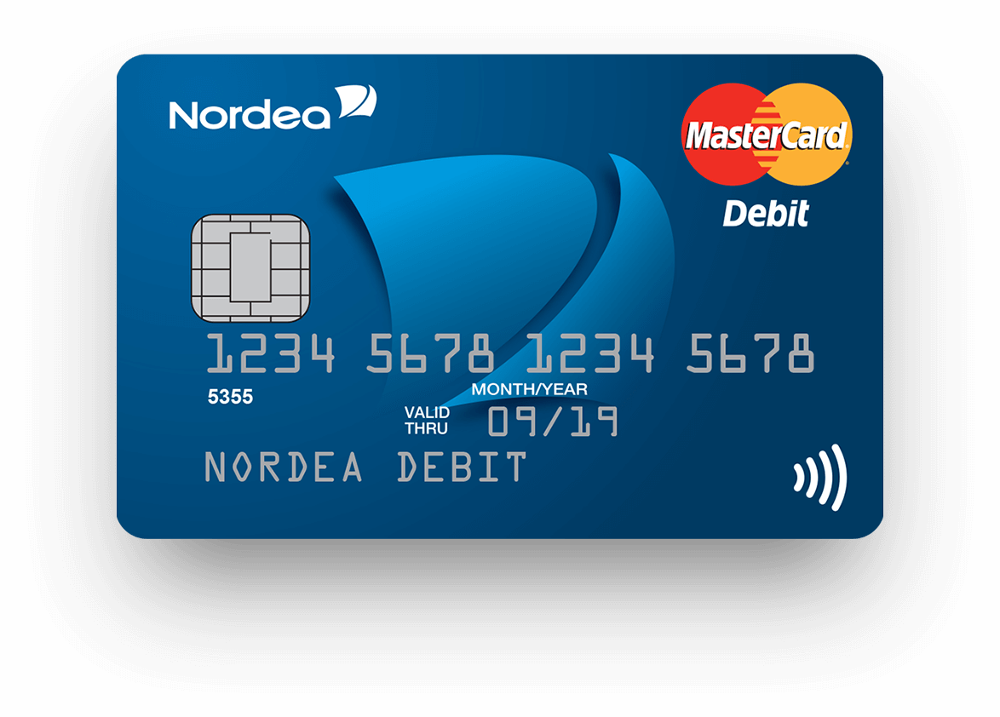 Nordea
MasterCard
Debit
1234 5678 1234 5678
5355
MONTH/YEAR
VALID
THRU
09/19
NORDEA DEBIT